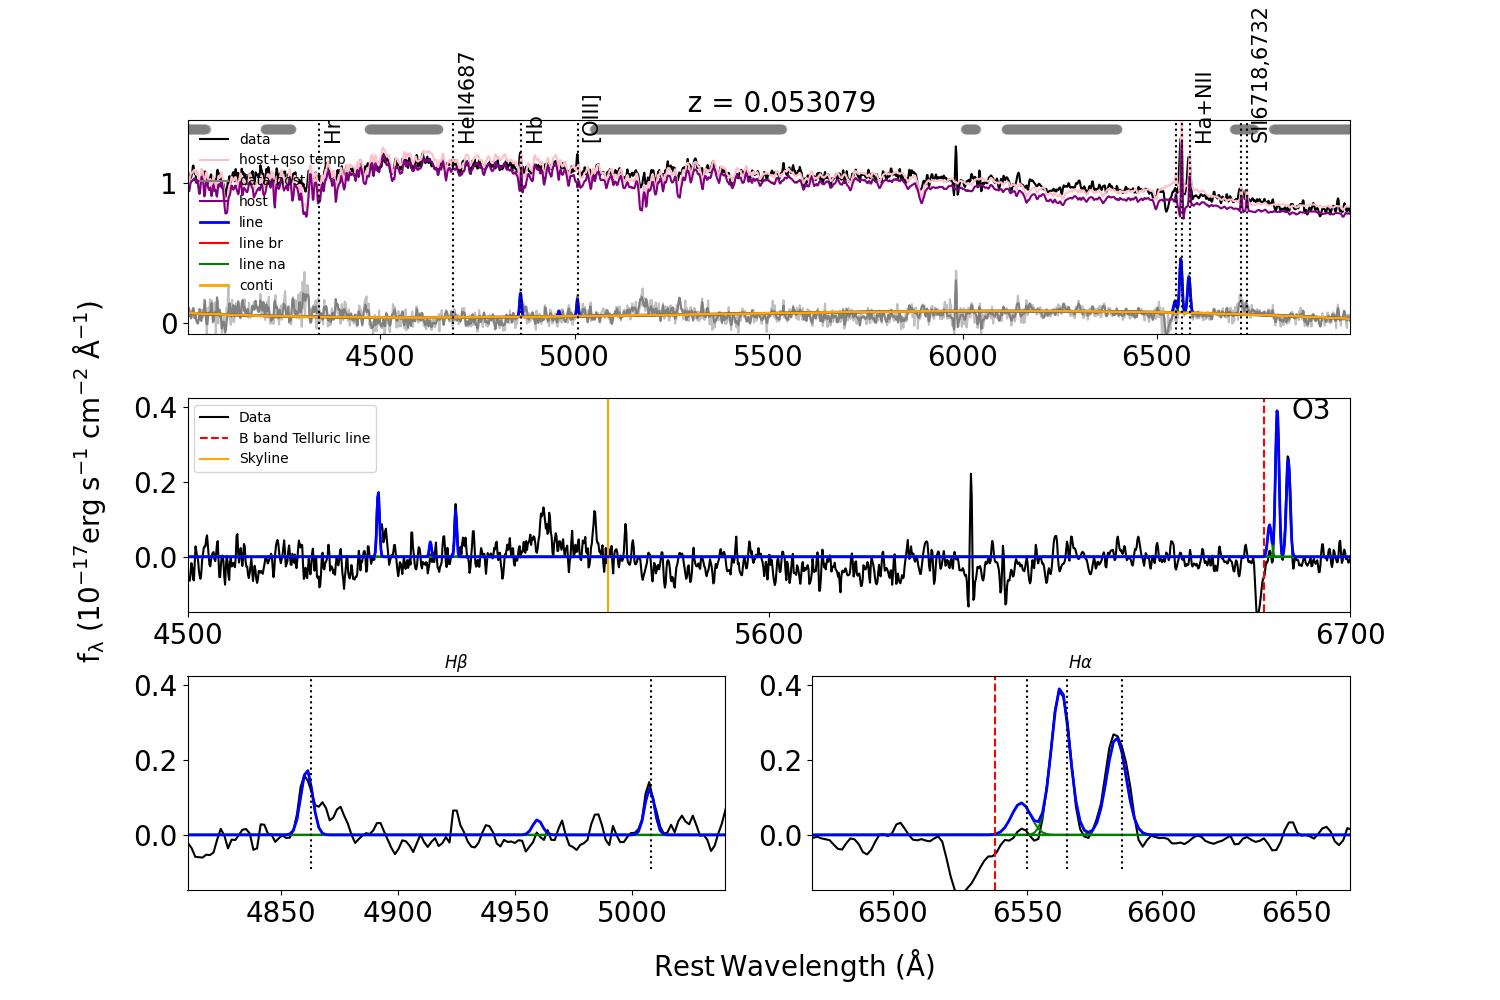 z = 0.053079
Hr
HeII4687
Hb
[OIII]
Ha+NII
SII6718,6732
data
host+qso temp
data-host
host
line
line br
line na
conti
1
0
4500
5000
5500
6000
6500
fλ (10−17erg s−1 cm−2 Å−1)
Data
B band Telluric line
Skyline
O3
0.4
0.2
0.0
4500
5600
6700
Hβ
0.4
0.2
0.0
4850
4900
4950
5000
Hα
0.4
0.2
0.0
6500
6550
6600
6650
Rest Wavelength (Å)